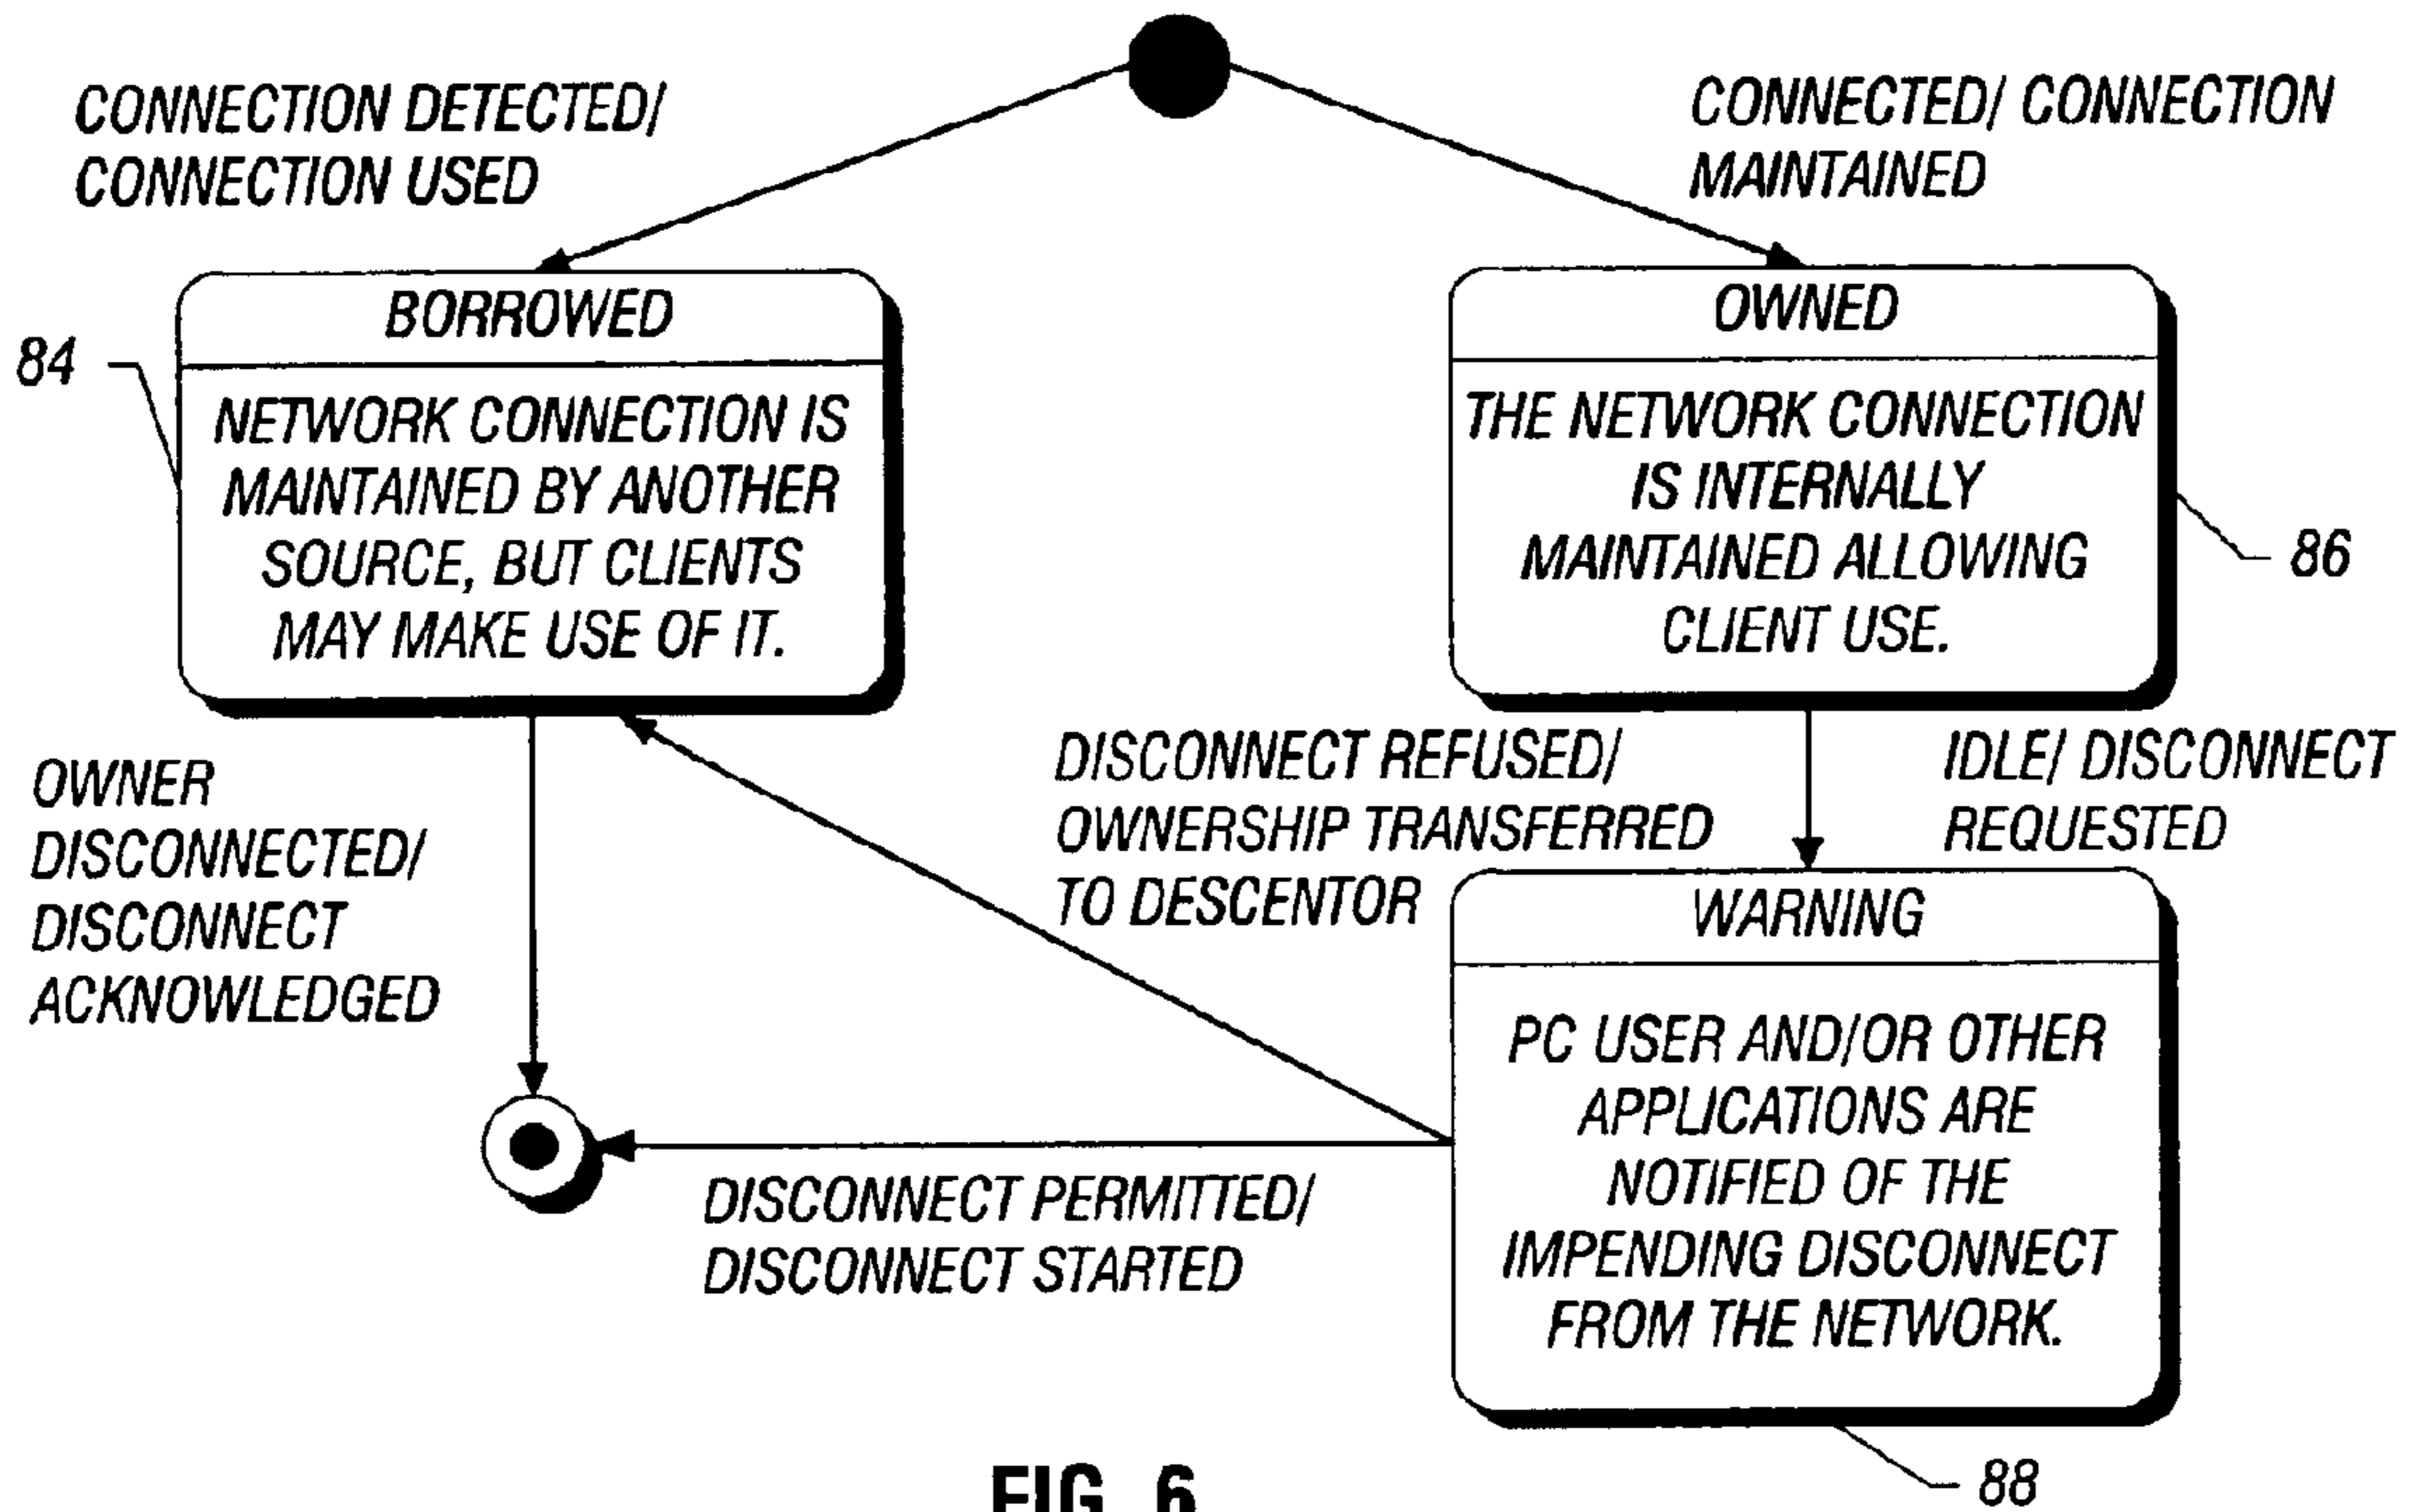 CONNECTION DETECTED/
CONNECTION USED
CONNECTED/ CONNECTION
MAINTAINED
BORROWED
84
NETWORK CONNECTION IS
MAINTAINED BY ANOTHER
SOURCE, BUT CLIENTS
MAY MAKE USE OF IT.
OWNED
THE NETWORK CONNECTION
IS INTERNALLY
MAINTAINED ALLOWING
CLIENT USE.
86
OWNER
DISCONNECTED/
DISCONNECT
ACKNOWLEDGED
DISCONNECT REFUSED/
OWNERSHIP TRANSFERRED
TO DESCENTOR
IDLE/ DISCONNECT
REQUESTED
WARNING
PC USER AND/OR OTHER
APPLICATIONS ARE
NOTIFIED OF THE
IMPENDING DISCONNECT
FROM THE NETWORK.
DISCONNECT PERMITTED/
DISCONNECT STARTED
88
FIG. 6